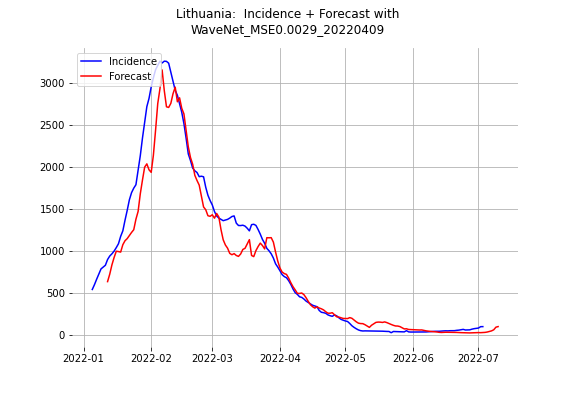 Lithuania:  Incidence + Forecast with
WaveNet_MSE0.0029_20220409
Incidence
Forecast
3000
2500
2000
1500
1000
500
0
2022-01 2022-02 2022-03 2022-04 2022-05 2022-06 2022-07